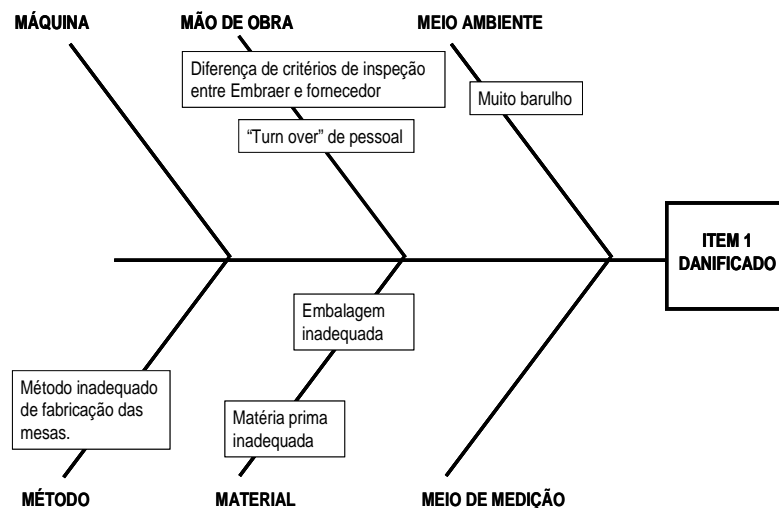 MÁQUINA
MÃO DE OBRA
MEIO AMBIENTE
Diferença de critérios de inspeção
entre Embraer e fornecedor
“Turn over” de pessoal
Muito barulho
ITEM 1
DANIFICADO
Embalagem
inadequada
Método inadequado
de fabricação das
mesas.
Matéria prima
inadequada
MÉTODO
MATERIAL
MEIO DE MEDIÇÃO